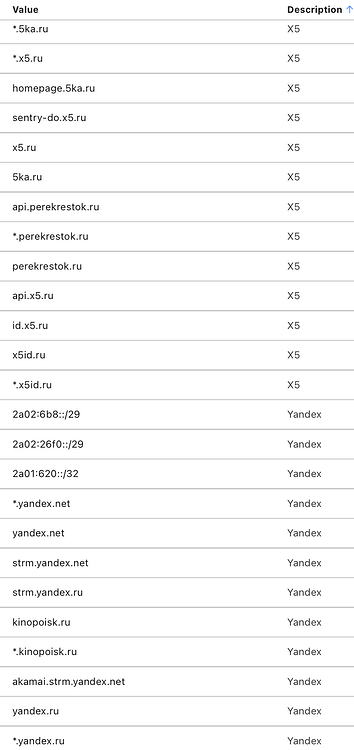 Value Description ↑
*.5ka.ru X5
*.x5.ru X5
homepage.5ka.ru X5
sentry-do.x5.ru X5
x5.ru X5
5ka.ru X5
api.perekrestok.ru X5
*.perekrestok.ru X5
perekrestok.ru X5
api.x5.ru X5
id.x5.ru X5
x5id.ru X5
*.x5id.ru X5
2a02:6b8::/29 Yandex
2a02:26f0::/29 Yandex
2a01:620::/32 Yandex
*.yandex.net Yandex
yandex.net Yandex
strm.yandex.net Yandex
strm.yandex.ru Yandex
kinopoisk.ru Yandex
*.kinopoisk.ru Yandex
akamai.strm.yandex.net Yandex
yandex.ru Yandex
*.yandex.ru Yandex